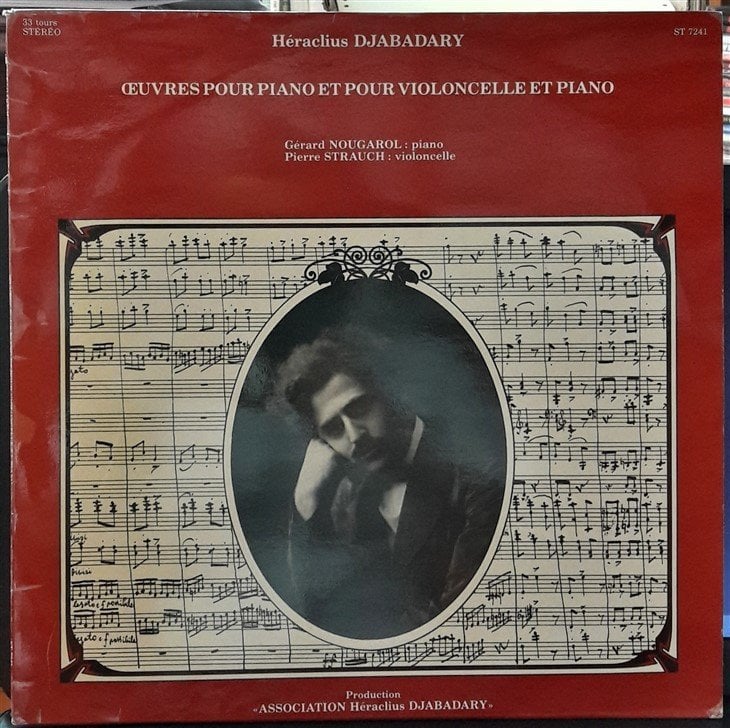 33 tours
STEREO
ST 7241
Héraclius DJABADARY
ŒUVRES POUR PIANO ET POUR VIOLONCELLE ET PIANO
Gérard NOUGAROL : piano
Pierre STRAUCH : violoncelle
Production
«ASSOCIATION Héraclius DJABADARY»